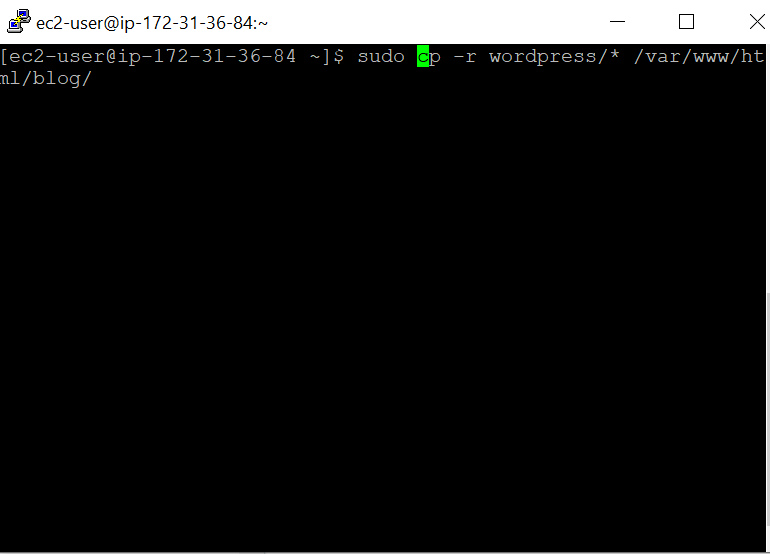 ec2-user@ip-172-31-36-84:~
[ec2-user@ip-172-31-36-84 ~]$ sudo cp -r wordpress/* /var/www/ht
ml/blog/